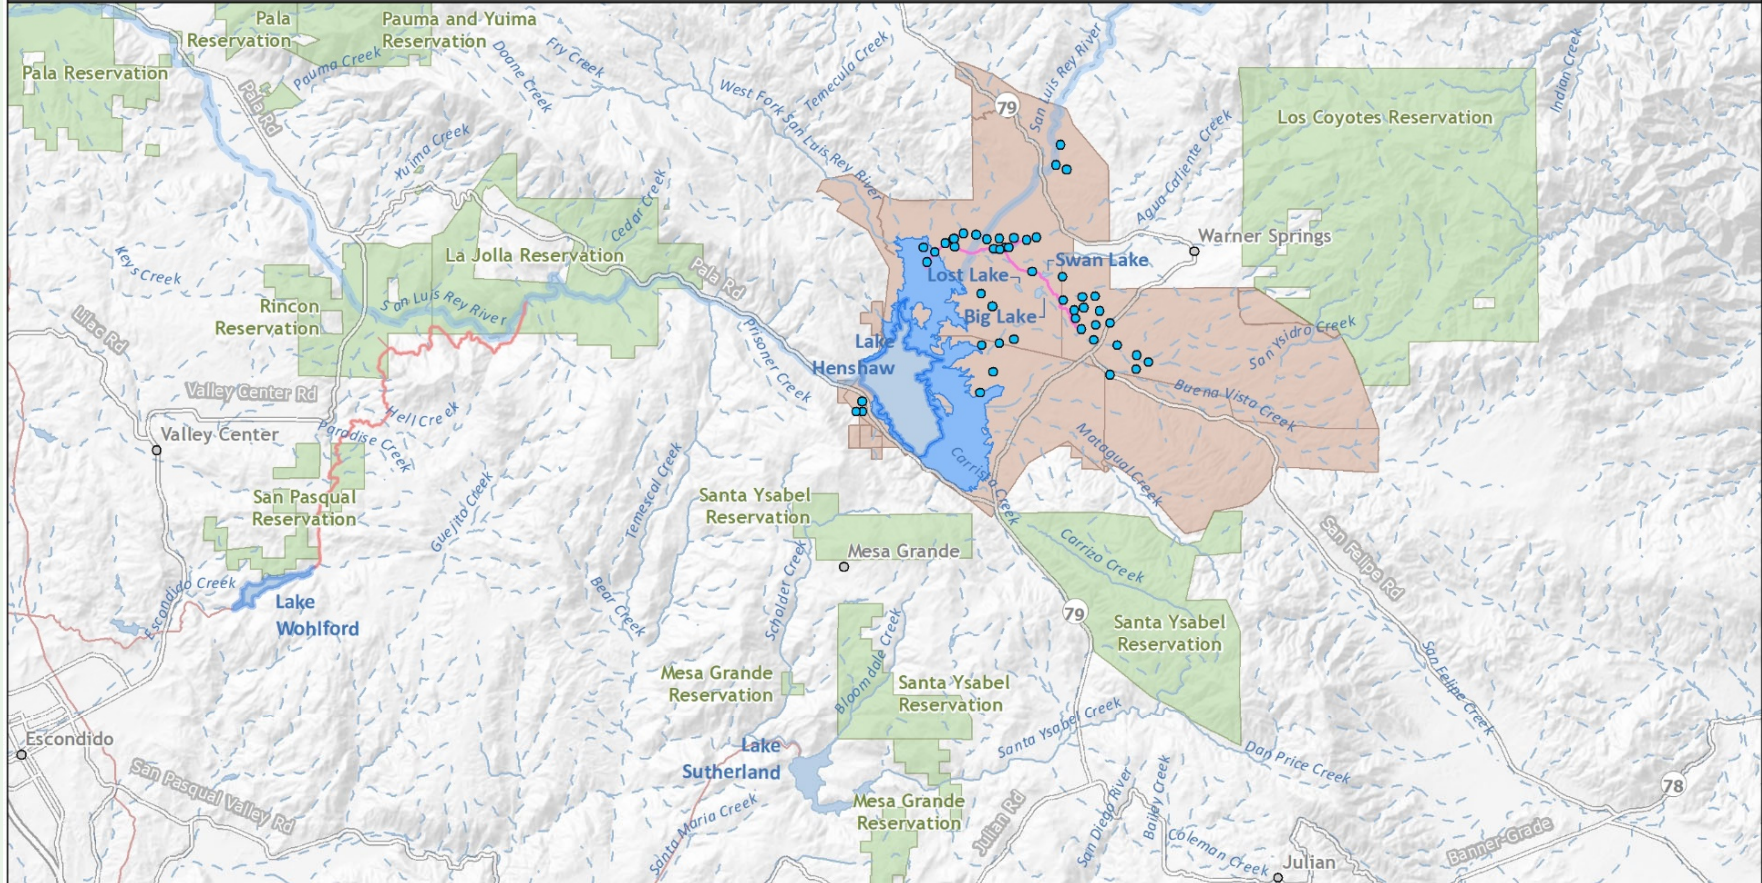 Pala
Reservation
Pauma and Yuima
Reservation
Pala Reservation
Pauma Creek
Doane Creek
Fry Creek
Temecula Creek
San Luis Rey River
Indian Creek
Pala Rd
West Fork San Luis Rey River
79
Los Coyotes Reservation
Yuima Creek
Agua Caliente Creek
Cedar Creek
Keys Creek
La Jolla Reservation
Warner Springs
Swan Lake
Lost Lake
Pala Rd
Rincon
Reservation
San Luis Rey River
Big Lake
Lilac Rd
Prisoner Creek
Lake
Henshaw
San Ysidro Creek
Valley Center Rd
Buena Vista Creek
Hell Creek
Paradise Creek
Valley Center
Matagual Creek
Carrista Creek
San Pasqual
Reservation
Guejito Creek
Temescal Creek
Santa Ysabel
Reservation
Mesa Grande
Carrizo Creek
San Felipe Rd
Escondido Creek
Lake
Wohlford
Bear Creek
Scholder Creek
79
Santa Ysabel
Reservation
Bloomdale Creek
Mesa Grande
Reservation
Santa Ysabel
Reservation
San Felipe Creek
Santa Ysabel Creek
Escondido
Lake
Sutherland
Dan Price Creek
San Pasqual Valley Rd
78
Mesa Grande
Reservation
Santa Maria Creek
Julian Rd
San Diego River
Bailey Creek
Coleman Creek
Banner-Grade
Julian